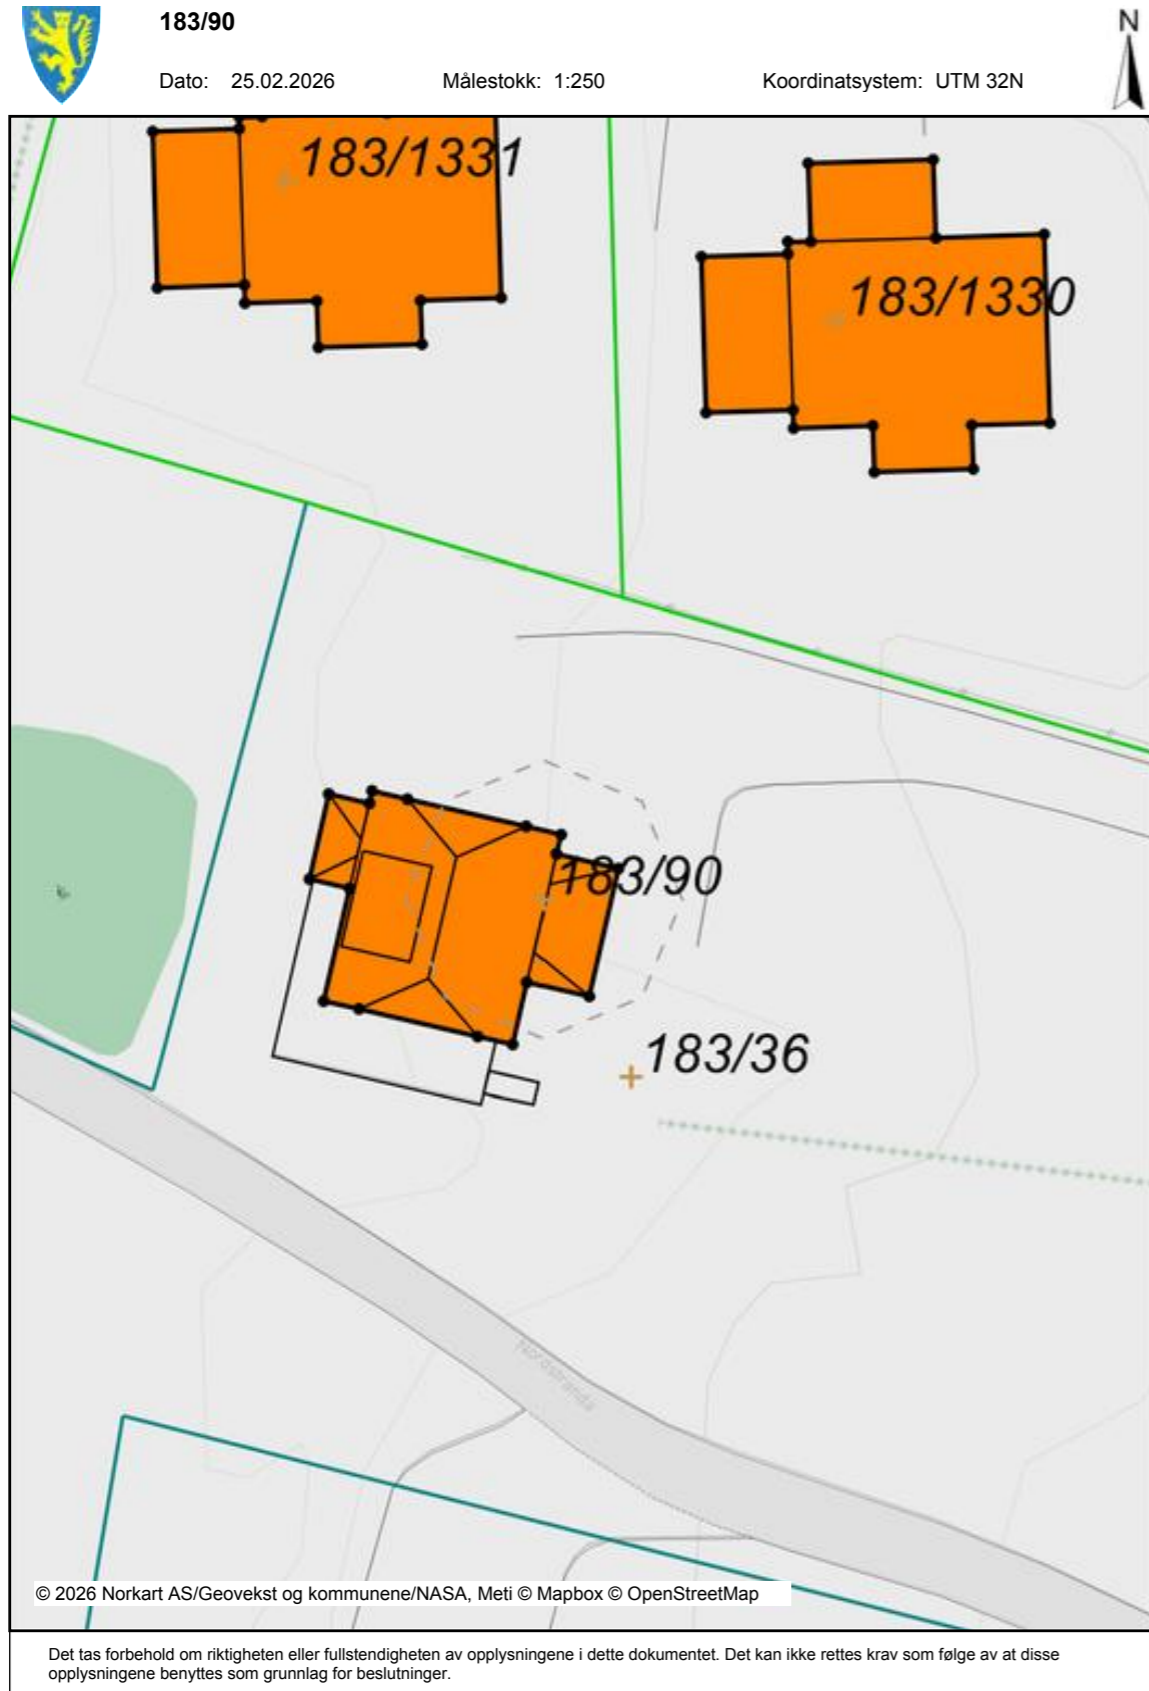 183/90
N
Dato: 25.02.2026 Målestokk: 1:250 Koordinatsystem: UTM 32N
183/1331
183/1330
183/90
183/36
Nordstranda
© 2026 Norkart AS/Geovekst og kommunene/NASA, Meti © Mapbox © OpenStreetMap
Det tas forbehold om riktigheten eller fullstendigheten av opplysningene i dette dokumentet. Det kan ikke rettes krav som følge av at disse
opplysningene benyttes som grunnlag for beslutninger.